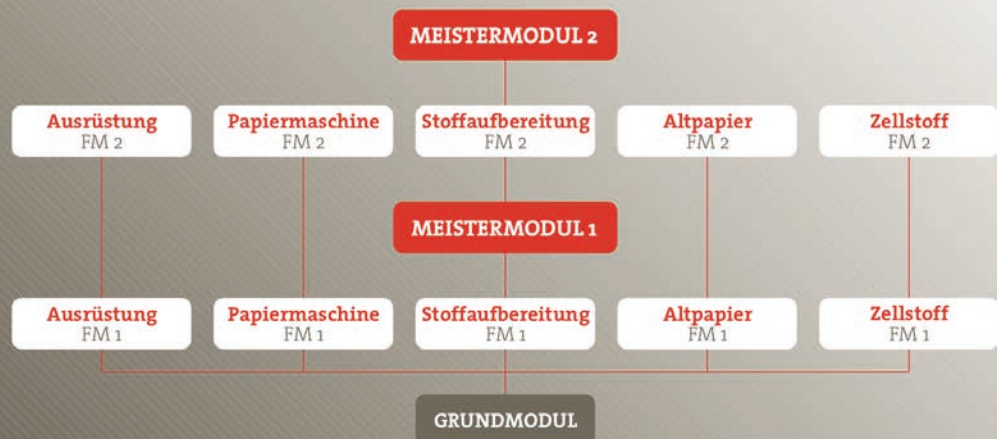 MEISTERMODUL 2
Ausrüstung
FM 2
Papiermaschine
FM 2
Stoffaufbereitung
FM 2
Altpapier
FM 2
Zellstoff
FM 2
MEISTERMODUL 1
Ausrüstung
FM 1
Papiermaschine
FM 1
Stoffaufbereitung
FM 1
Altpapier
FM 1
Zellstoff
FM 1
GRUNDMODUL